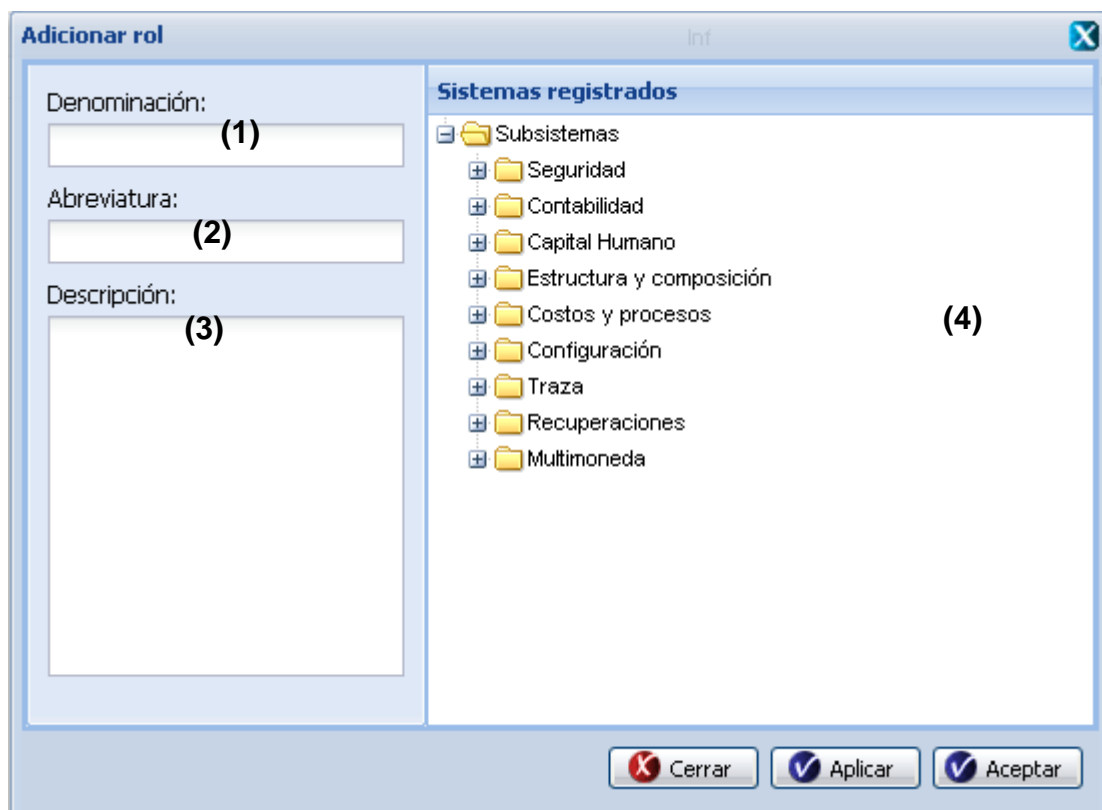 Adicionar rol
Inf
Denominación:
(1)
Abreviatura:
(2)
Descripción:
(3)
Sistemas registrados
Subsistemas
Seguridad
Contabilidad
Capital Humano
Estructura y composición
Costos y procesos
Configuración
Traza
Recuperaciones
Multimoneda
(4)
Cerrar Aplicar Aceptar